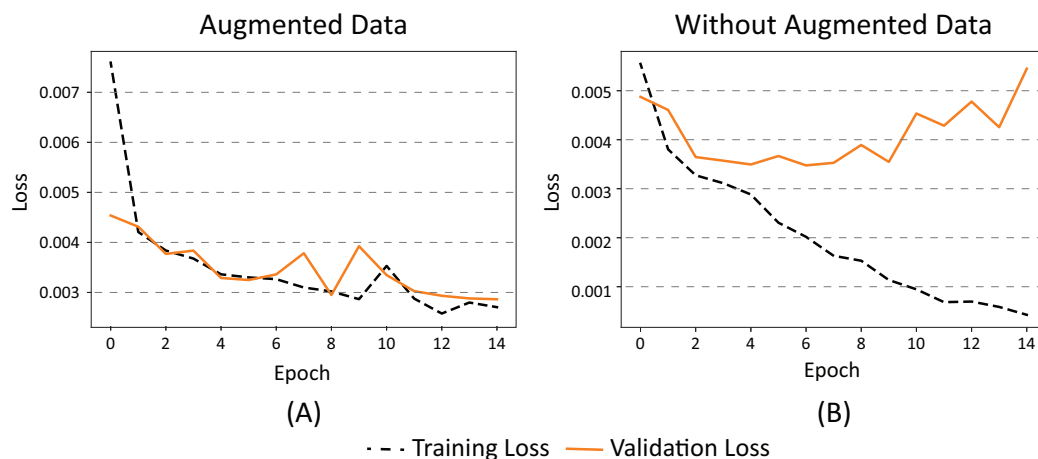 Augmented Data
0.007
0.006
0.005
0.004
0.003
Loss
0 2 4 6 8 10 12 14
Epoch
(A)
Without Augmented Data
0.005
0.004
0.003
0.002
0.001
Loss
0 2 4 6 8 10 12 14
Epoch
(B)
Training Loss Validation Loss